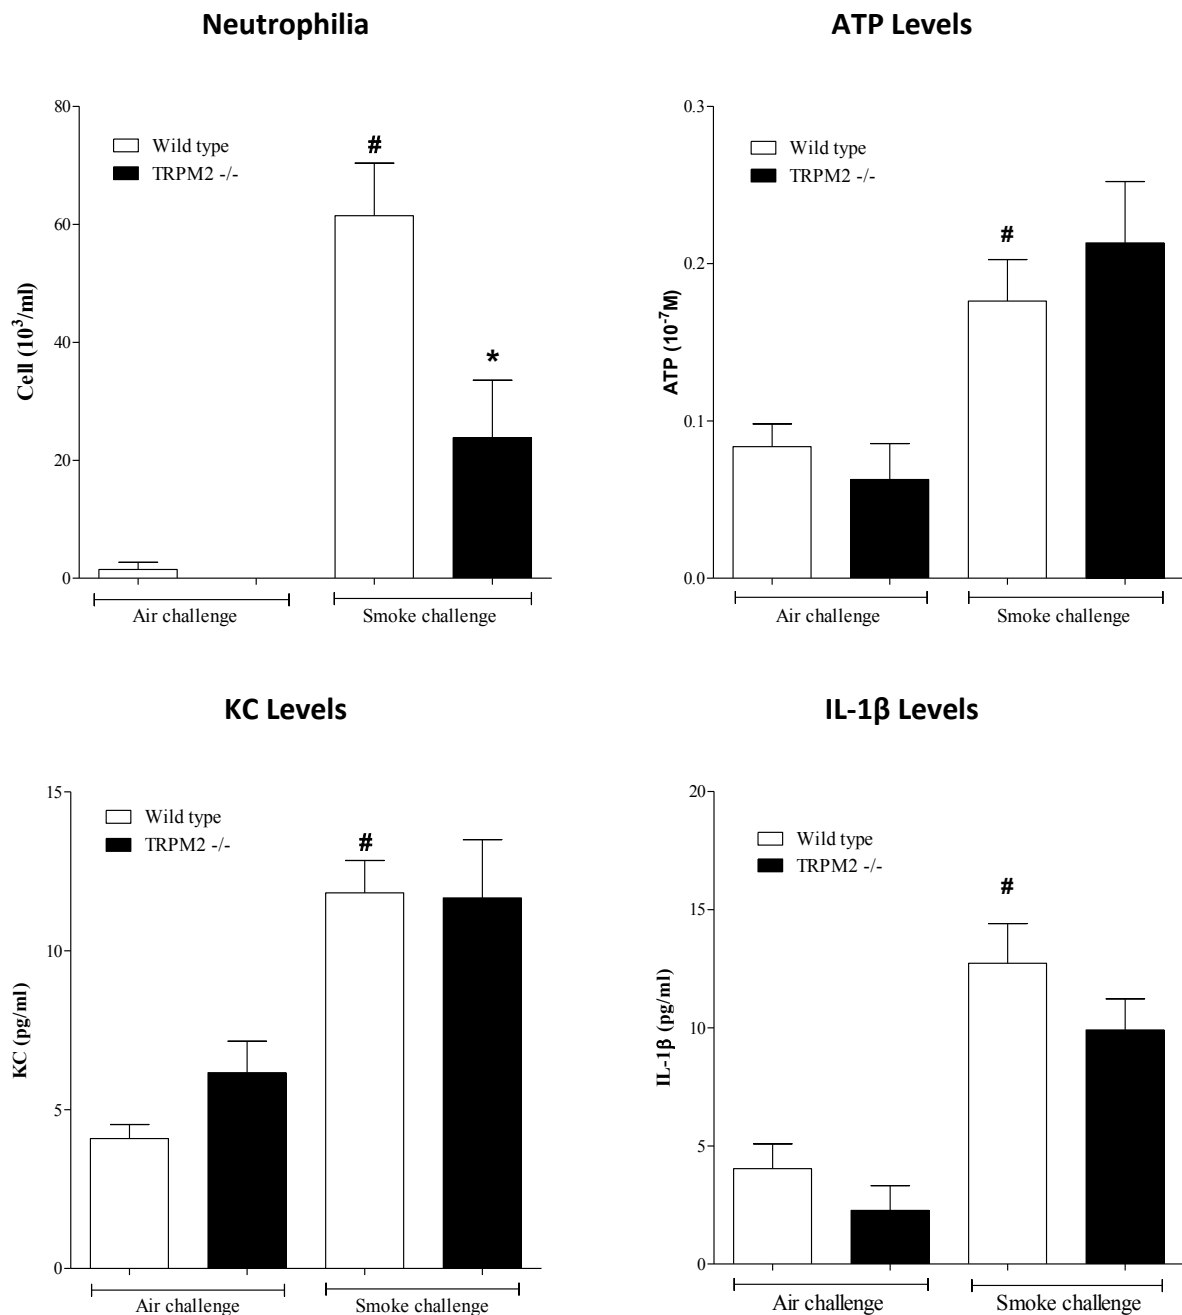 Neutrophilia
80
60
40
20
0
Cell (10³/ml)
Wild type
TRPM2 -/-
#
*
Air challenge
Smoke challenge
ATP Levels
0.3
0.2
0.1
0.0
ATP (10⁻⁷M)
Wild type
TRPM2 -/-
#
Air challenge
Smoke challenge
KC Levels
15
10
5
0
KC (pg/ml)
Wild type
TRPM2 -/-
#
Air challenge
Smoke challenge
IL-1β Levels
20
15
10
5
0
IL-1β (pg/ml)
Wild type
TRPM2 -/-
#
Air challenge
Smoke challenge